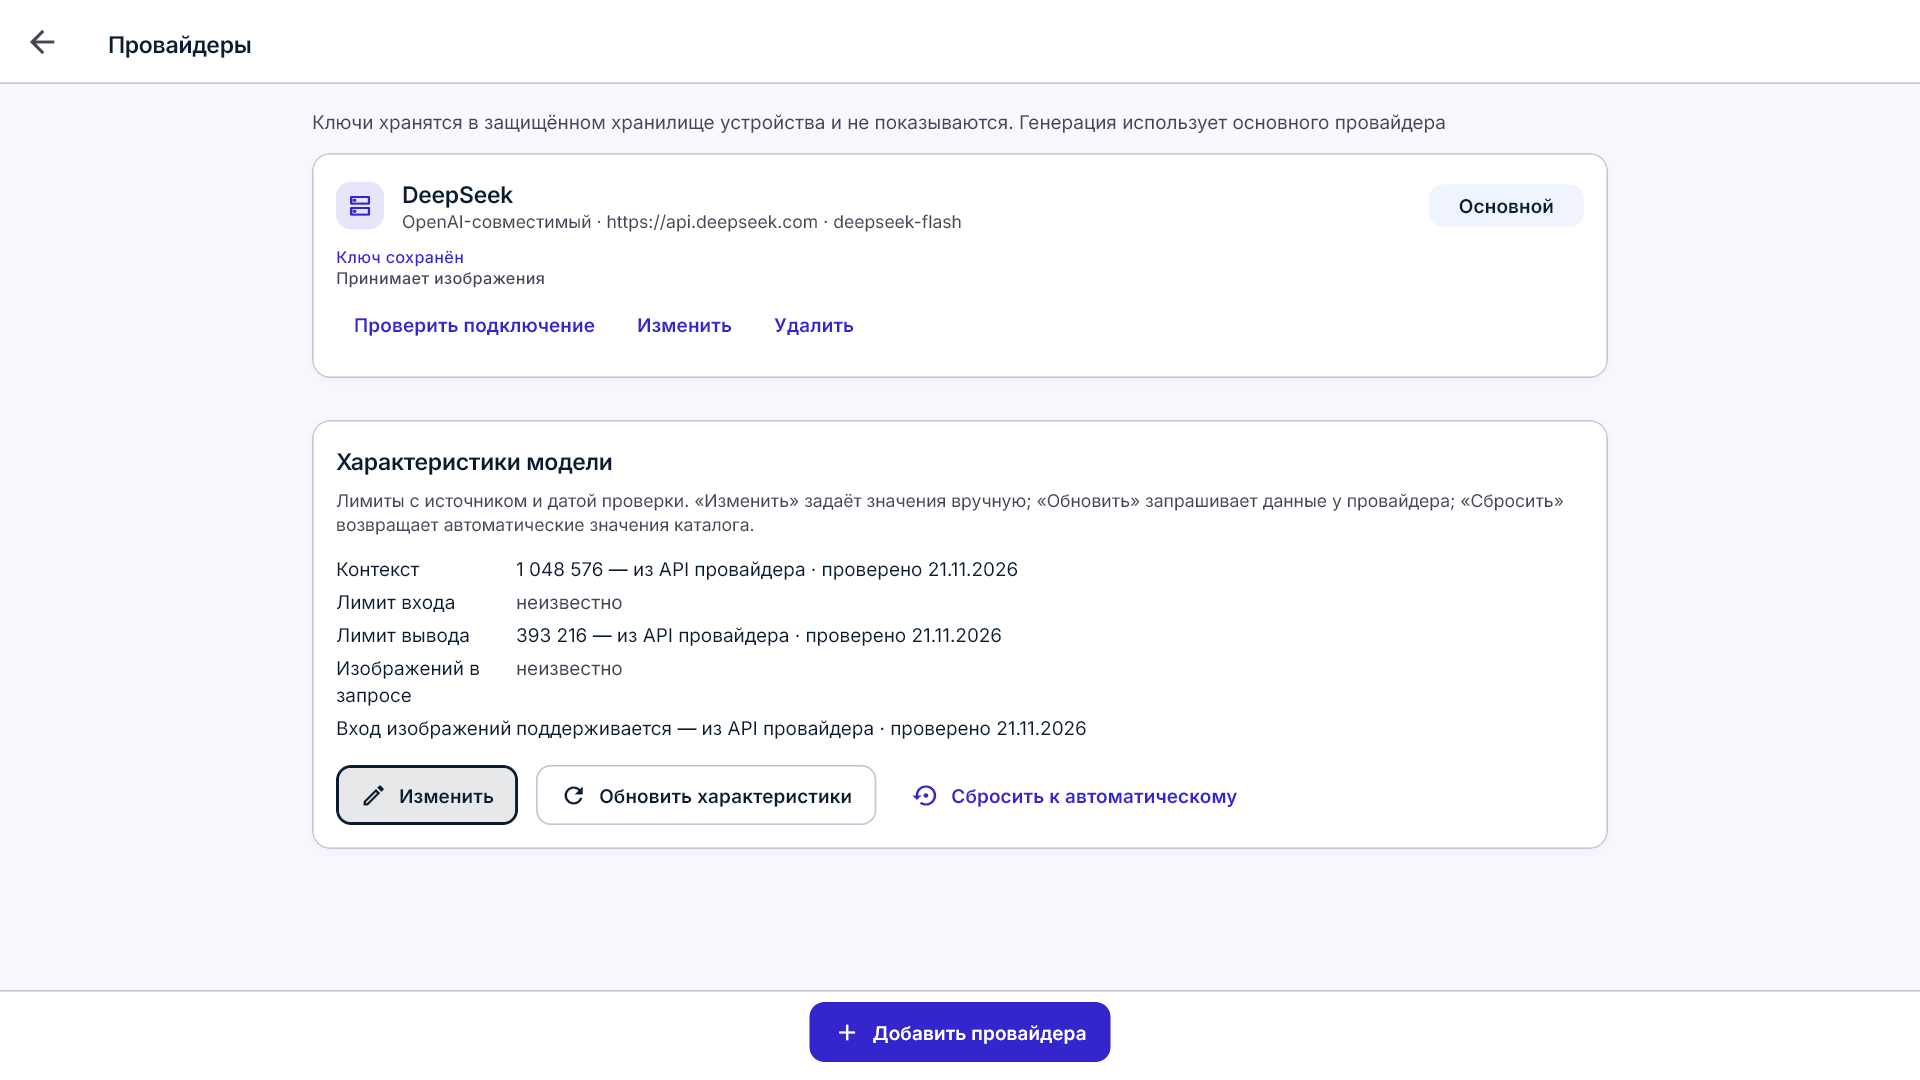 Провайдеры
Ключи хранятся в защищённом хранилище устройства и не показываются. Генерация использует основного провайдера
DeepSeek
OpenAI-совместимый · https://api.deepseek.com · deepseek-flash
Основной
Ключ сохранён
Принимает изображения
Проверить подключение
Изменить
Удалить
Характеристики модели
Лимиты с источником и датой проверки. «Изменить» задаёт значения вручную; «Обновить» запрашивает данные у провайдера; «Сбросить»
возвращает автоматические значения каталога.
Контекст 1 048 576 — из API провайдера · проверено 21.11.2026
Лимит входа неизвестно
Лимит вывода 393 216 — из API провайдера · проверено 21.11.2026
Изображений в неизвестно
запросе
Вход изображений поддерживается — из API провайдера · проверено 21.11.2026
Изменить
Обновить характеристики
Сбросить к автоматическому
Добавить провайдера